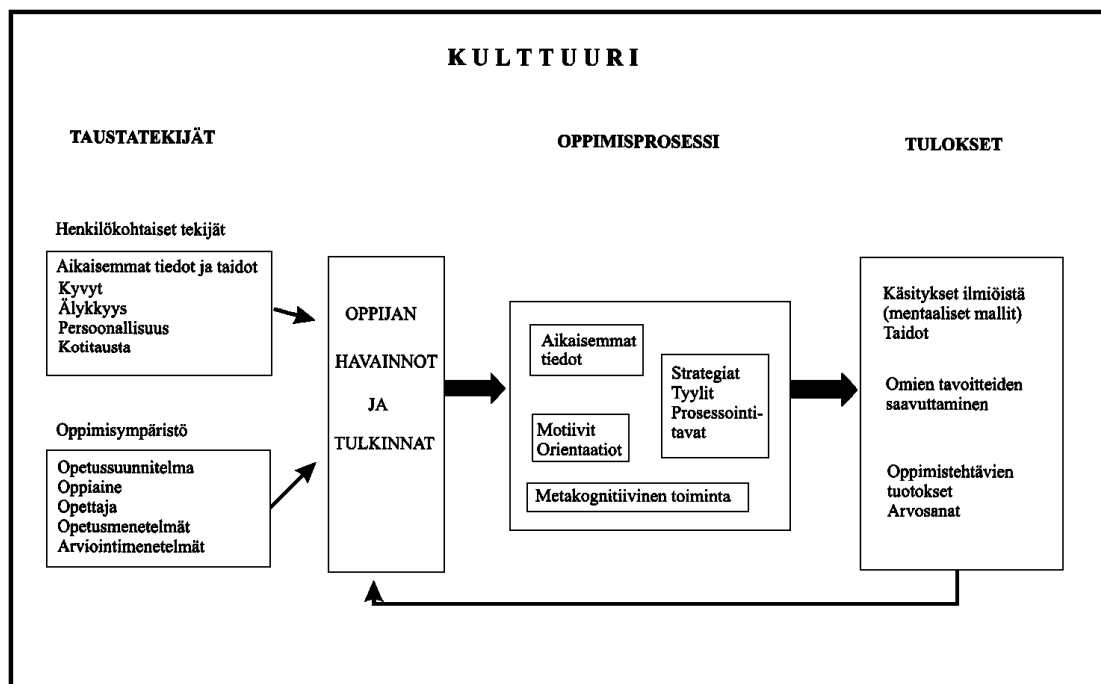 KULTTUURI
TAUSTATEKIJÄT
OPPIMISPROSESSI
TULOKSET
Henkilökohtaiset tekijät
Aikaisemmat tiedot ja taidot
Kyvyt
Älykkyys
Persoonallisuus
Kotitausta
Oppimisympäristö
Opetussuunnitelma
Oppiaine
Opettaja
Opetusmenetelmät
Arviointimenetelmät
OPPIJAN
HAVAINNOT
JA
TULKINNAT
Aikaisemmat
tiedot
Strategiat
Tyylit
Prosessointi-
tavat
Motiivit
Orientaatiot
Metakognitiivinen toiminta
Käsitykset ilmiöistä
(mentaaliset mallit)
Taidot
Omien tavoitteiden
saavuttaminen
Oppimistehtävien
tuotokset
Arvosanat